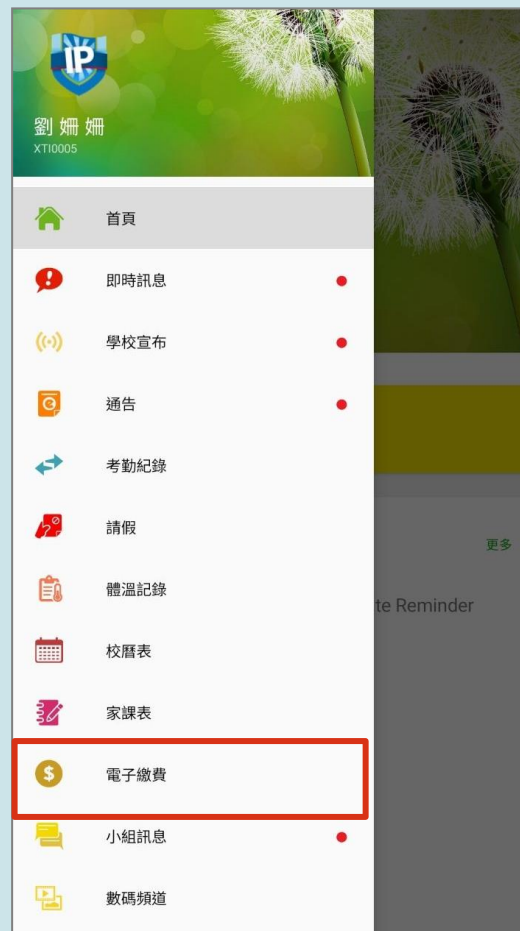 IP
劉 姍 姍
XTI0005
首頁
即時訊息
學校宣布
通告
考勤紀錄
請假
更多
體溫記錄
te Reminder
校曆表
家課表
電子繳費
小組訊息
數碼頻道